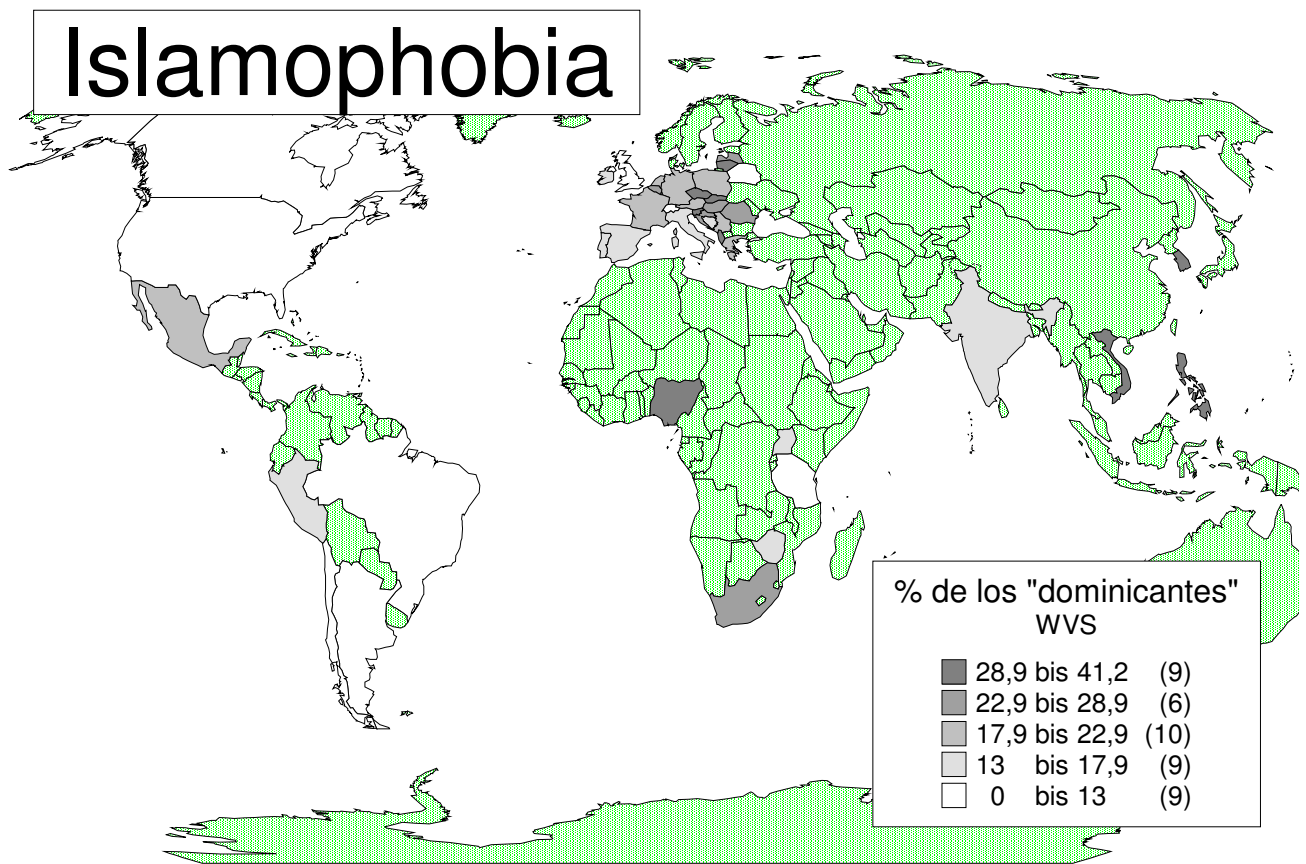 Islamophobia
% de los "dominicantes"
WVS
28,9 bis 41,2 (9)
22,9 bis 28,9 (6)
17,9 bis 22,9 (10)
13 bis 17,9 (9)
0 bis 13 (9)